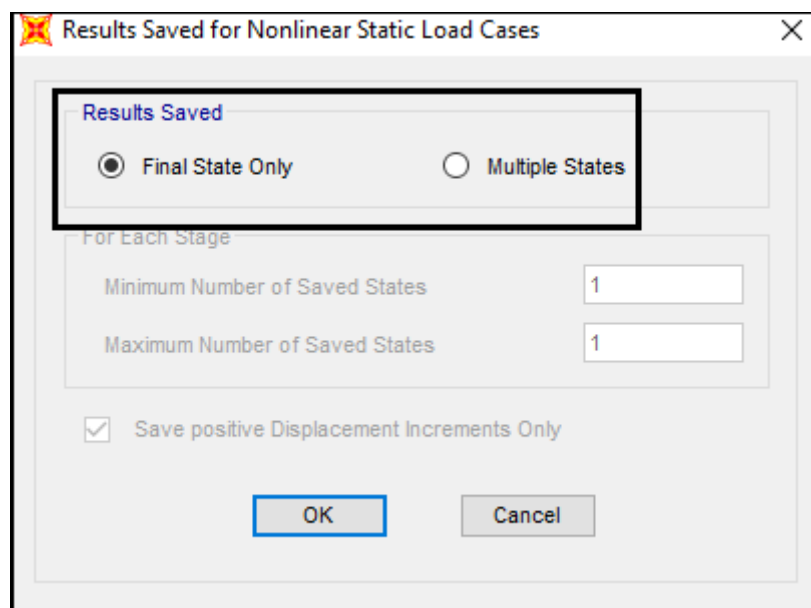 Results Saved for Nonlinear Static Load Cases
Results Saved
Final State Only Multiple States
For Each Stage
Minimum Number of Saved States 1
Maximum Number of Saved States 1
Save positive Displacement Increments Only
OK Cancel